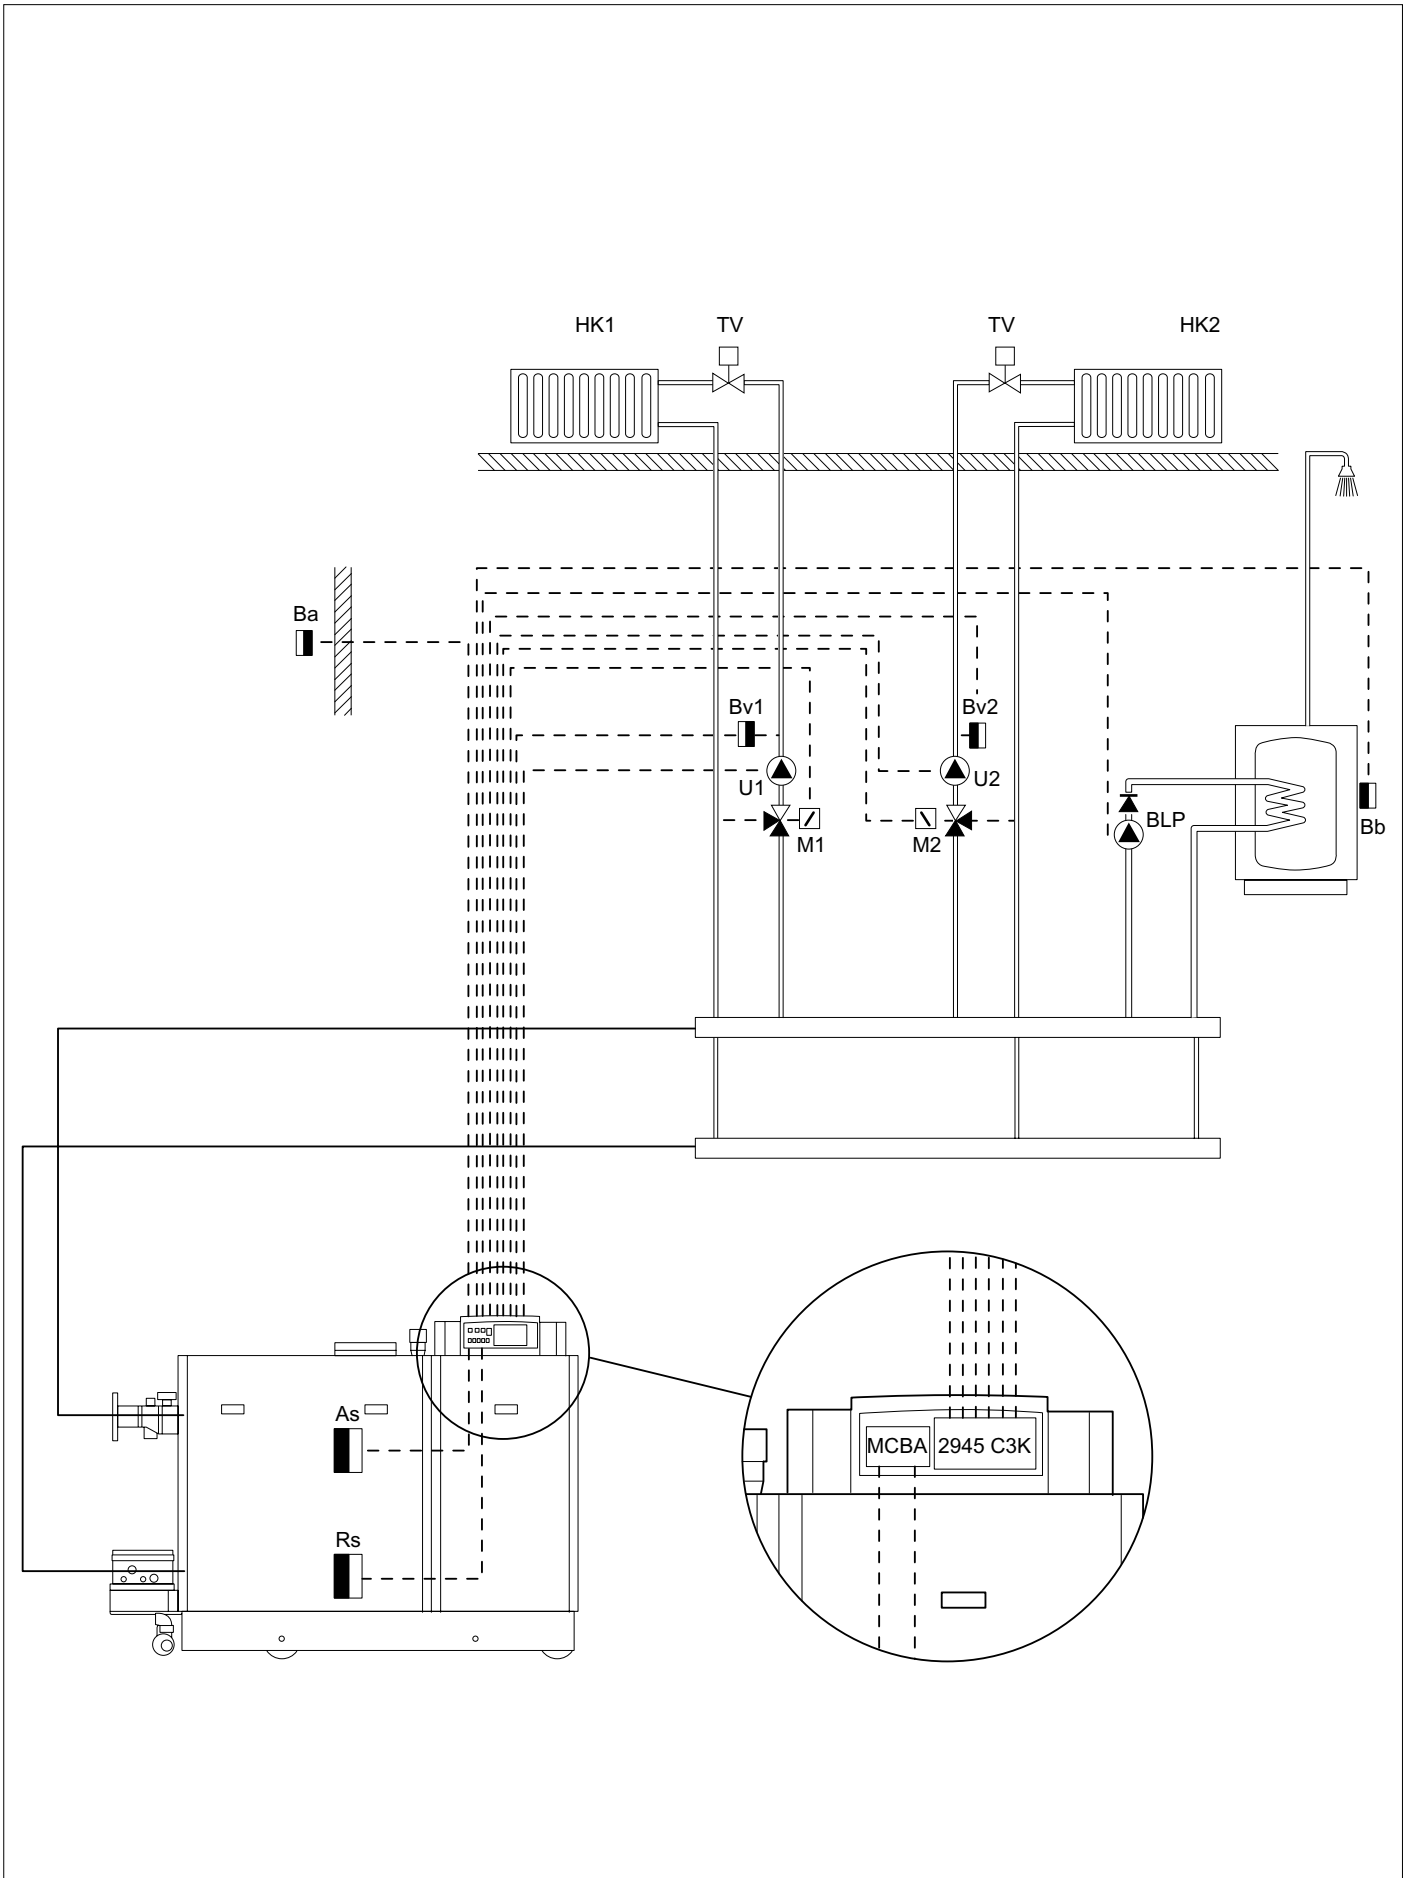 HK1 TV TV HK2
Ba
Bv1 Bv2
U1 U2
BLP
M1 M2 Bb
As
MCBA 2945 C3K
Rs